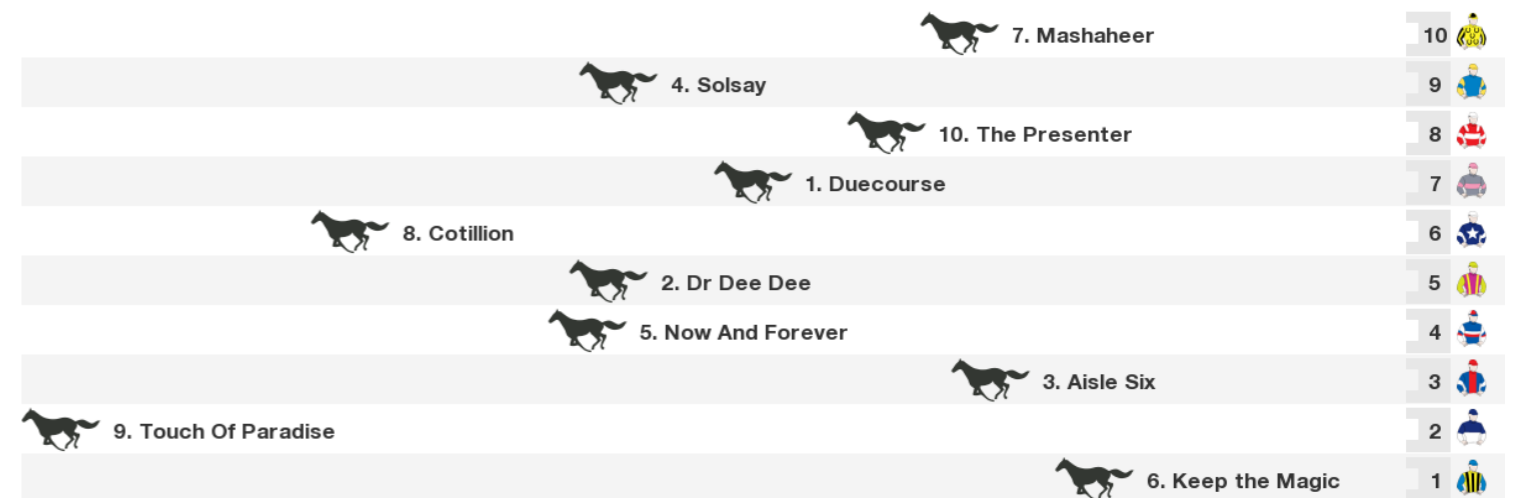 7. Mashaheer 10
4. Solsay 9
10. The Presenter 8
1. Duecourse 7
8. Cotillion 6
2. Dr Dee Dee 5
5. Now And Forever 4
3. Aisle Six 3
9. Touch Of Paradise 2
6. Keep the Magic 1